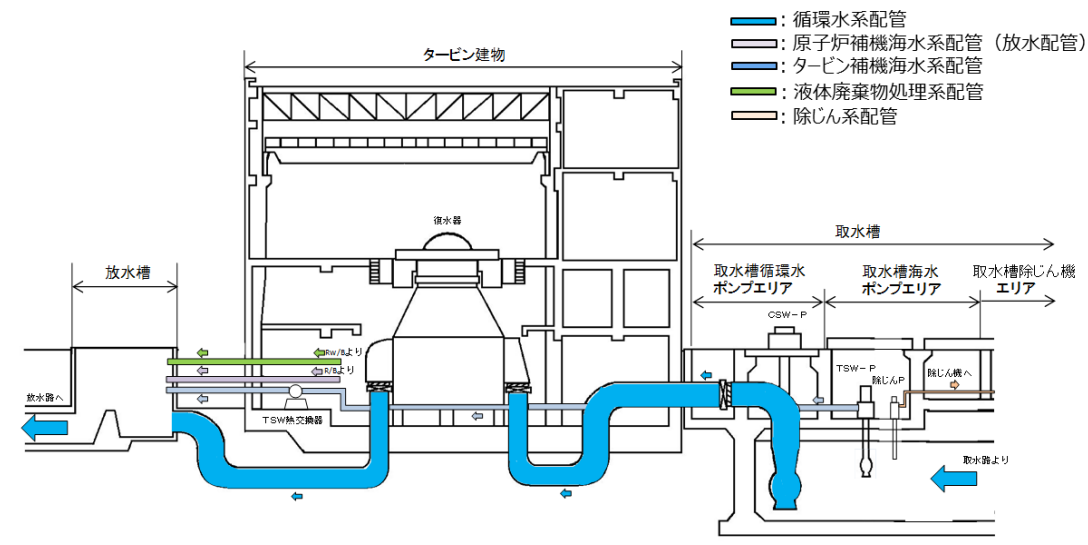 ：循環水系配管
：原子炉補機海水系配管（放水配管）
：タービン補機海水系配管
：液体廃棄物処理系配管
：除じん系配管
タービン建物
復水器
取水槽
放水槽
取水槽循環水
ポンプエリア
取水槽海水
ポンプエリア
取水槽除じん機
エリア
CSW－P
RW/Bより
R/Bより
TSW－P
除じんP
除じん機へ
放水路へ
TSW熱交換器
取水路より